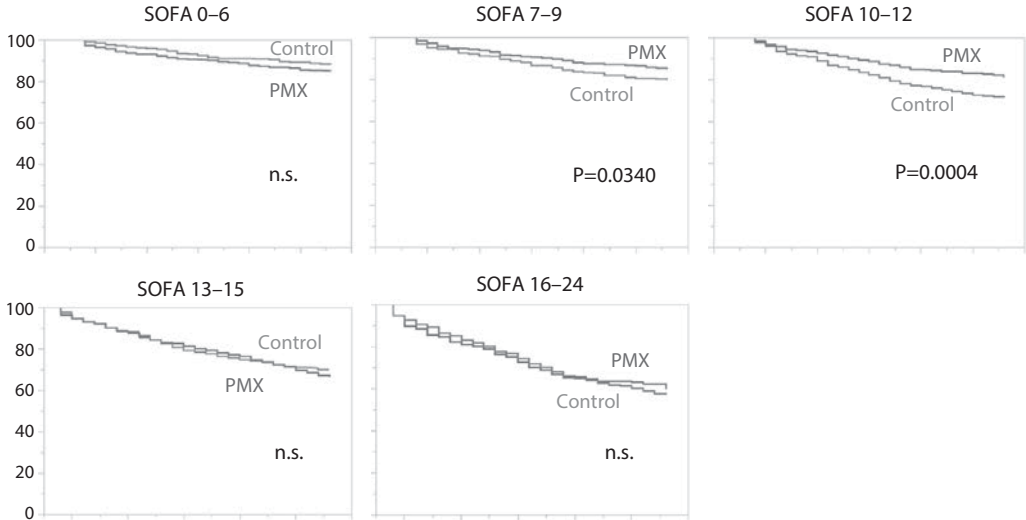 SOFA 0–6
SOFA 7–9
SOFA 10–12
100
80
60
40
20
0
Control
PMX
n.s.
PMX
Control
P=0.0340
PMX
Control
P=0.0004
SOFA 13–15
SOFA 16–24
100
80
60
40
20
0
Control
PMX
n.s.
PMX
Control
n.s.